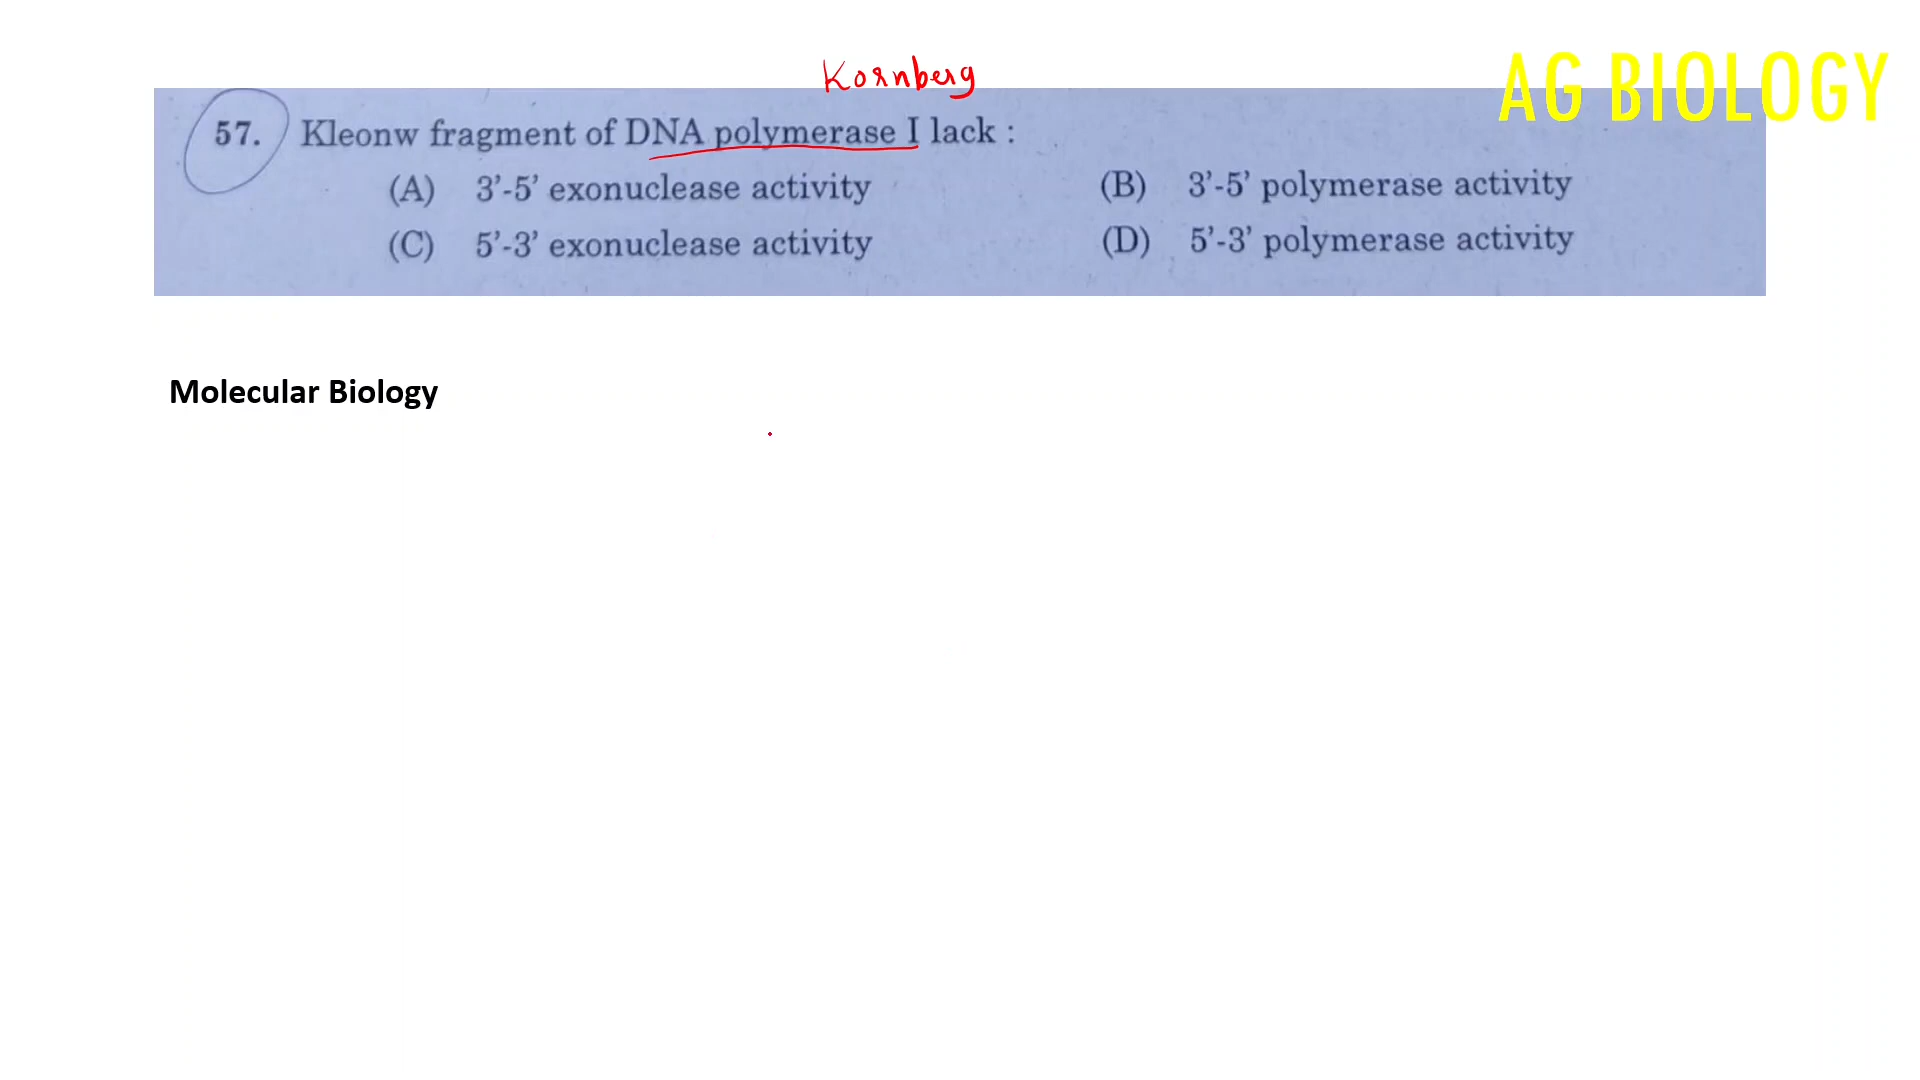 Kornberg
AG BIOLOGY
57. Kleonw fragment of DNA polymerase I lack :
(A) 3’-5’ exonuclease activity (B) 3’-5’ polymerase activity
(C) 5’-3’ exonuclease activity (D) 5’-3’ polymerase activity
Molecular Biology